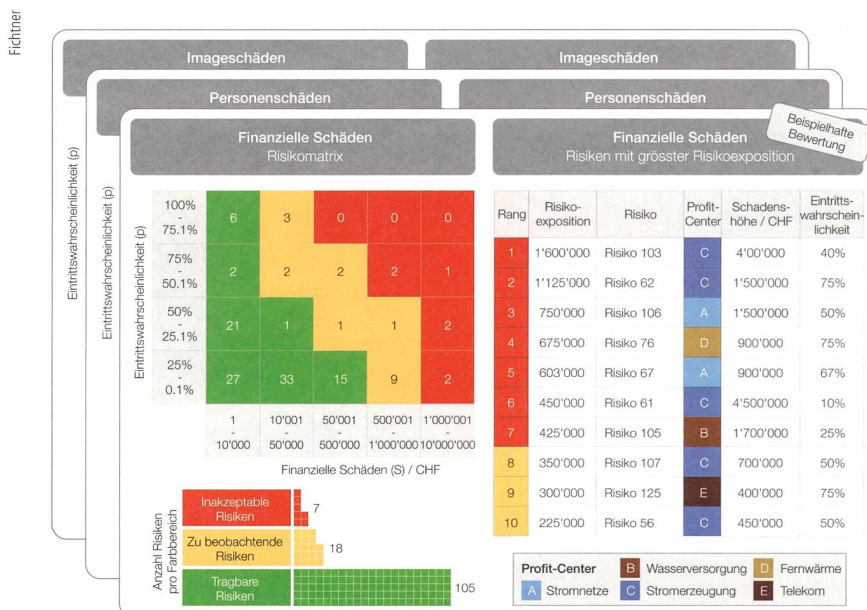 Fichtner
Imageschäden
Imageschäden
Personenschäden
Personenschäden
Eintrittswahrscheinlichkeit (p)
Eintrittswahrscheinlichkeit (p)
Finanzielle Schäden
Risikomatrix
Eintrittswahrscheinlichkeit (p)
100%
-
75.1%
6 3 0 0 0
75%
-
50.1%
2 2 2 2 1
50%
-
25.1%
21 1 1 1 2
25%
-
0.1%
27 33 15 9 2
1 10'001 50'001 500'001 1'000'001
- - - - -
10'000 50'000 500'000 1'000'000 10'000'000
Finanzielle Schäden (S) / CHF
Anzahl Risiken
pro Farbbereich
Inakzeptable
Risiken
7
Zu beobachtende
Risiken
18
Tragbare
Risiken
105
Finanzielle Schäden
Risiken mit grösster Risikoexposition
Beispielhafte
Bewertung
Rang Risiko- Risiko Profit- Schadens- Eintritts-
exposition Center höhe / CHF wahrschein-
lichkeit
1 1'600'000 Risiko 103 C 4'00'000 40%
2 1'125'000 Risiko 62 C 1'500'000 75%
3 750'000 Risiko 106 A 1'500'000 50%
4 675'000 Risiko 76 D 900'000 75%
5 603'000 Risiko 67 A 900'000 67%
6 450'000 Risiko 61 C 4'500'000 10%
7 425'000 Risiko 105 B 1'700'000 25%
8 350'000 Risiko 107 C 700'000 50%
9 300'000 Risiko 125 E 400'000 75%
10 225'000 Risiko 56 C 450'000 50%
Profit-Center B Wasserversorgung D Fernwärme
A Stromnetze C Stromerzeugung E Telekom